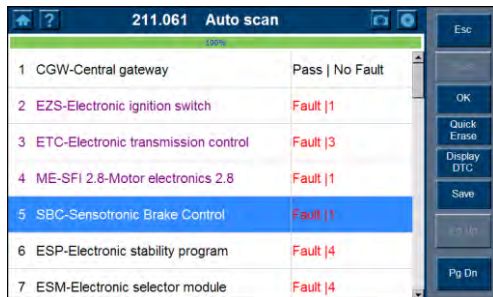 ? 211.061 Auto scan
100%
1 CGW-Central gateway Pass | No Fault
2 EZS-Electronic ignition switch Fault |1
3 ETC-Electronic transmission control Fault |3
4 ME-SFI 2.8-Motor electronics 2.8 Fault |1
5 SBC-Sensotronic Brake Control Fault |1
6 ESP-Electronic stability program Fault |4
7 ESM-Electronic selector module Fault |4
Esc
OK
Quick
Erase
Display
DTC
Save
Pg Up
Pg Dn